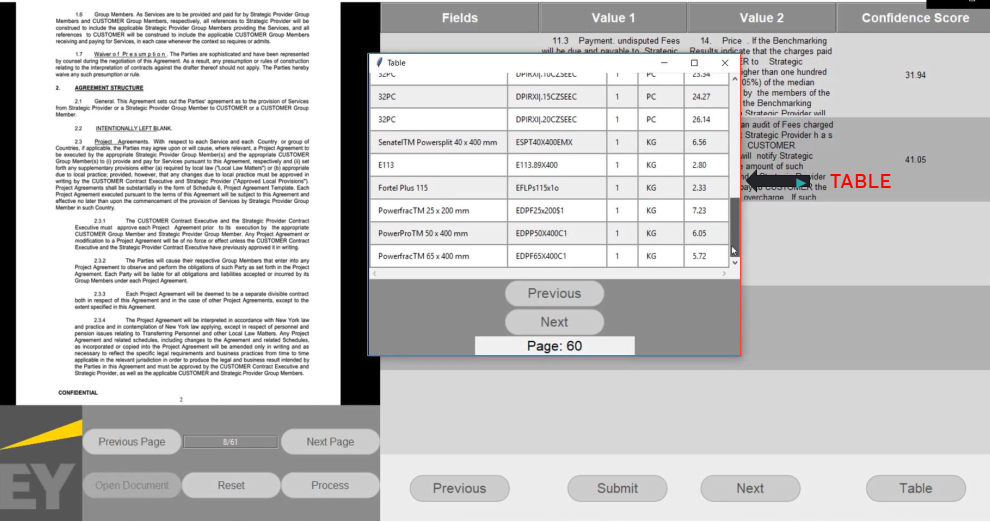 1.6 Group Members. As Services are to be provided and paid for by Strategic Provider Group
Members and CUSTOMER Group Members, respectively, all references to Strategic Provider will be
construed to include the applicable Strategic Provider Group Members providing the Services, and all
references to CUSTOMER will be construed to include the applicable CUSTOMER Group Members
receiving and paying for Services, in each case whenever the context so requires or admits.
1.7 Waiver of Presumption. The Parties are sophisticated and have been represented
by counsel during the negotiation of this Agreement. As a result, any presumption or rules of construction
relating to the interpretation of contracts against the drafter thereof should not apply. The Parties hereby
waive any such presumption or rule.
2. AGREEMENT STRUCTURE
2.1 General. This Agreement sets out the Parties' agreement as to the provision of Services
from Strategic Provider or a Strategic Provider Group Member to CUSTOMER or a CUSTOMER Group
Member.
2.2 INTENTIONALLY LEFT BLANK.
2.3 Project Agreements. With respect to each Service and each Country or group of
Countries, if applicable, the Parties may agree upon or will cause, where relevant, a Project Agreement to
be executed by the appropriate Strategic Provider Group Member(s) and the appropriate CUSTOMER
Group Member(s) to (i) provide and pay for Services pursuant to this Agreement, respectively and (ii) set
forth any supplementary provisions either (a) required by local law ("Local Law Matters") or (b) appropriate
due to local practice; provided, however, that any changes due to local practice must be approved in
writing by the CUSTOMER Contract Executive and Strategic Provider ("Approved Local Provisions").
Project Agreements shall be substantially in the form of Schedule 6, Project Agreement Template. Each
Project Agreement executed pursuant to the terms of this Agreement will be subject to this Agreement and
effective no later than upon the commencement of the provision of Services by Strategic Provider Group
Member in such Country.
2.3.1 The CUSTOMER Contract Executive and the Strategic Provider Contract
Executive must approve each Project Agreement prior to its execution by the appropriate
CUSTOMER Group Member and Strategic Provider Group Member. Any Project Agreement or
modification to a Project Agreement will be of no force or effect unless the CUSTOMER Contract
Executive and the Strategic Provider Contract Executive have previously approved it in writing.
2.3.2 The Parties will cause their respective Group Members that enter into any
Project Agreement to observe and perform the obligations of such Party as set forth in the Project
Agreement. Each Party will be liable for all obligations and liabilities accepted or incurred by its
Group Members under each Project Agreement.
2.3.3 Each Project Agreement will be deemed to be a separate divisible contract
both in respect of this Agreement and in the case of other Project Agreements, except to the
extent specified in this Agreement.
2.3.4 The Project Agreement will be interpreted in accordance with New York law
and practice and in contemplation of New York law applying, except in respect of personnel and
pension issues relating to Transferring Personnel and other Local Law Matters. Any Project
Agreement and related schedules, including changes to the Agreement and related Schedules,
as incorporated or copied into the Project Agreement will be amended only in writing and as
necessary to reflect the specific legal requirements and business practices from time to time
applicable in the relevant jurisdiction in order to produce the legal and business result intended by
the Parties in this Agreement and must be approved by the CUSTOMER Contract Executive and
Strategic Provider, as well as the applicable CUSTOMER and Strategic Provider Group Members.
CONFIDENTIAL
2
EY
Previous Page 8/61 Next Page
Open Document Reset Process
Fields Value 1 Value 2 Confidence Score
11.3 Payment. undisputed Fees
will be due and payable to Strategic
14. Price . If the Benchmarking
Results indicate that the charges paid
ER to Strategic
igher than one hundred
05%) of the median
by the members of the
the Benchmarking
Strategic Provider will
31.94
an audit of Fees charged
Strategic Provider h a s
CUSTOMER
will notify Strategic
amount of such
the
overcharge. If such
41.05
Table
32PC DPIRXI].10CZSEEC 1 PC 23.54
32PC DPIRXI].15CZSEEC 1 PC 24.27
32PC DPIRXI].20CZSEEC 1 PC 26.14
SenatelTM Powersplit 40 x 400 mm ESPT40X400EMX 1 KG 6.56
E113 E113.89X400 1 KG 2.80
Fortel Plus 115 EFLPs115x1o 1 KG 2.33
PowerfracTM 25 x 200 mm EDPF25x200$1 1 KG 7.23
PowerProTM 50 x 400 mm EDPP50X400C1 1 KG 6.05
PowerfracTM 65 x 400 mm EDPF65X400C1 1 KG 5.72
Previous
Next
Page: 60
TABLE
Previous Submit Next Table